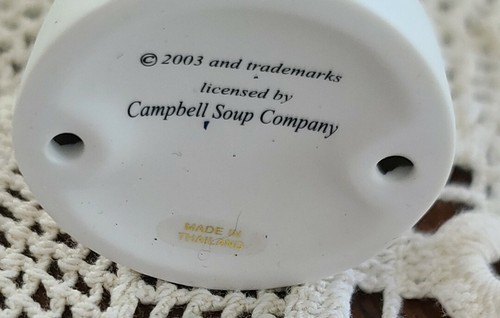 © 2003 and trademarks
licensed by
Campbell Soup Company
MADE IN
THAILAND